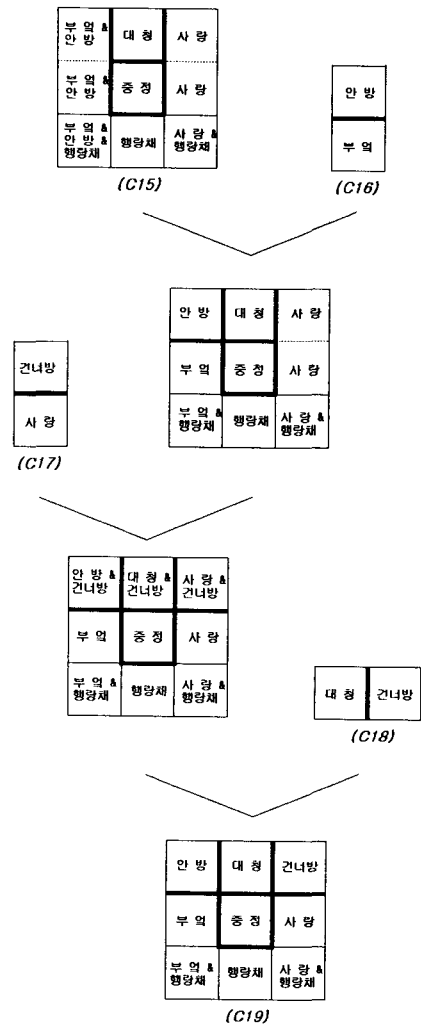 부 엌 &
안 방
대 청
사 랑
부 엌 &
안 방
중 정
사 랑
부 엌 &
안 방 &
행랑채
행랑채
사 랑 &
행랑채
(C15)
안 방
부 엌
(C16)
건너방
사 랑
(C17)
안 방
대 청
사 랑
부 엌
중 정
사 랑
부 엌 &
행랑채
행랑채
사 랑 &
행랑채
안 방 &
건너방
대 청 &
건너방
사 랑 &
건너방
부 엌
중 정
사 랑
부 엌 &
행랑채
행랑채
사 랑 &
행랑채
대 청
건너방
(C18)
안 방
대 청
건너방
부 엌
중 정
사 랑
부 엌 &
행랑채
행랑채
사 랑 &
행랑채
(C19)